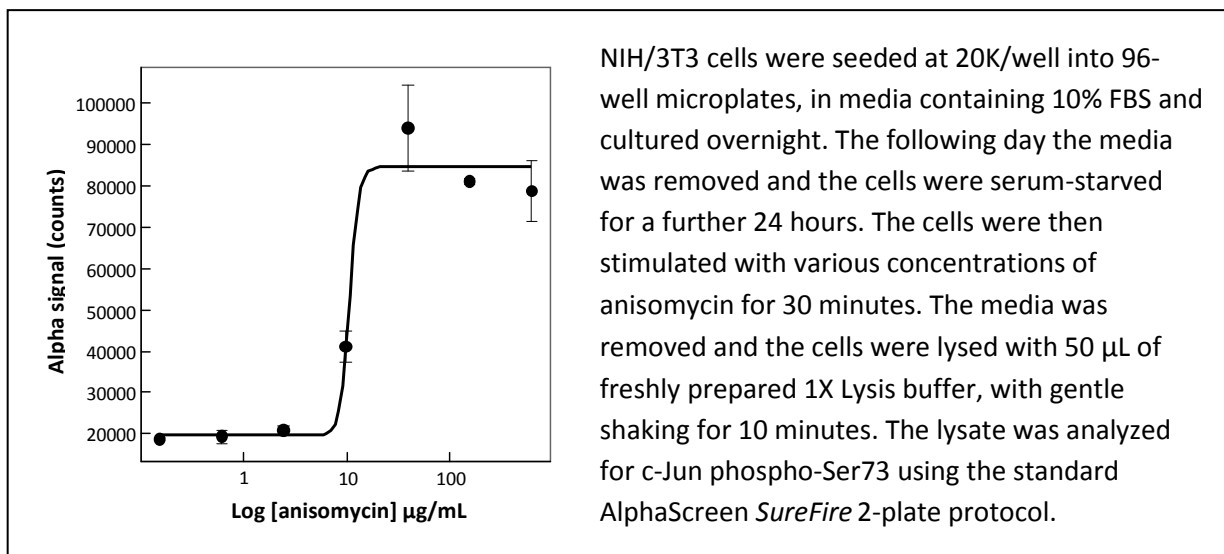 100000
90000
80000
70000
60000
50000
40000
30000
20000
Alpha signal (counts)
1 10 100
Log [anisomycin] µg/mL
NIH/3T3 cells were seeded at 20K/well into 96-
well microplates, in media containing 10% FBS and
cultured overnight. The following day the media
was removed and the cells were serum-starved
for a further 24 hours. The cells were then
stimulated with various concentrations of
anisomycin for 30 minutes. The media was
removed and the cells were lysed with 50 µL of
freshly prepared 1X Lysis buffer, with gentle
shaking for 10 minutes. The lysate was analyzed
for c-Jun phospho-Ser73 using the standard
AlphaScreen SureFire 2-plate protocol.